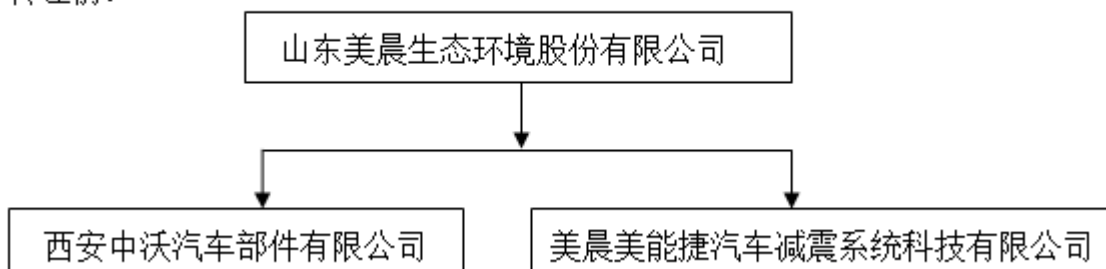 山东美晨生态环境股份有限公司
西安中沃汽车部件有限公司
美晨美能捷汽车减震系统科技有限公司